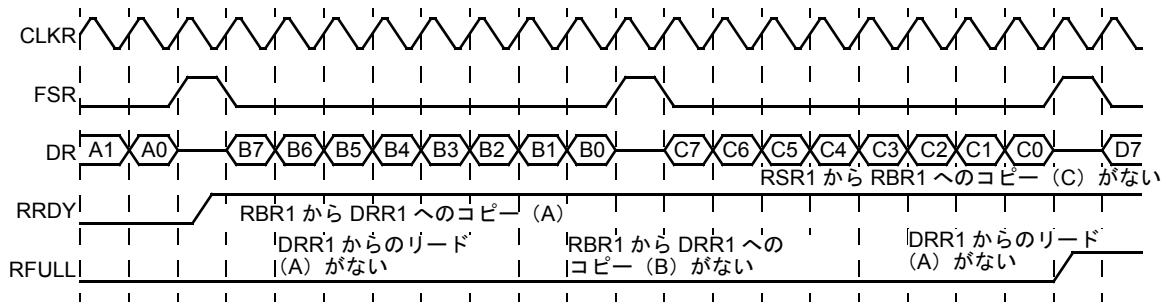 CLKR
FSR
DR A1 A0 B7 B6 B5 B4 B3 B2 B1 B0 C7 C6 C5 C4 C3 C2 C1 C0 D7
RSR1 から RBR1 へのコピー（C）がない
RRDY
RBR1 から DRR1 へのコピー（A）
DRR1 からのリード
（A）がない
RBR1 から DRR1 への
コピー（B）がない
DRR1 からのリード
（A）がない
RFULL